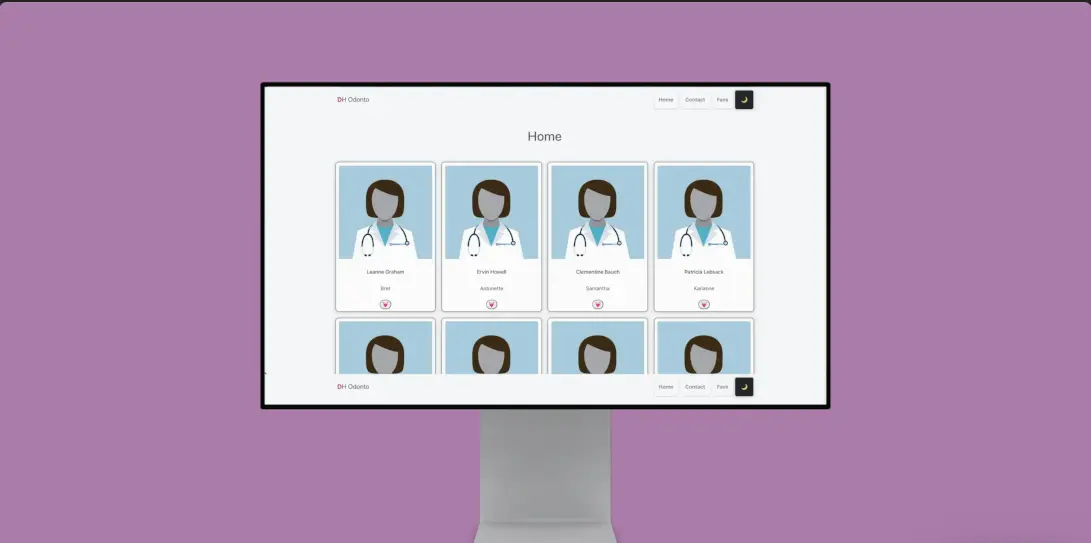 DH Odonto
Home Contact Favs
Home
Leanne Graham
Bret
Ervin Howell
Antonette
Clementine Bauch
Samantha
Patricia Lebsack
Karianne
DH Odonto
Home Contact Favs